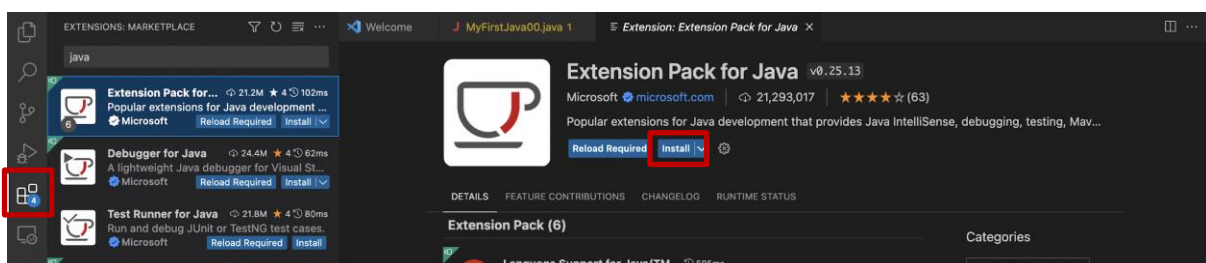 EXTENSIONS: MARKETPLACE
java
Extension Pack for... 21.2M ★ 4 102ms
Popular extensions for Java development ...
Microsoft Reload Required Install
6
Debugger for Java 24.4M ★ 4 62ms
A lightweight Java debugger for Visual St...
Microsoft Reload Required Install
Test Runner for Java 21.8M ★ 4 80ms
Run and debug JUnit or TestNG test cases.
Microsoft Reload Required Install
4
Welcome
J MyFirstJava00.java 1
Extension: Extension Pack for Java ×
Extension Pack for Java v0.25.13
Microsoft microsoft.com | 21,293,017 | ★★★★☆ (63)
Popular extensions for Java development that provides Java IntelliSense, debugging, testing, Mav...
Reload Required Install
DETAILS FEATURE CONTRIBUTIONS CHANGELOG RUNTIME STATUS
Extension Pack (6)
Categories